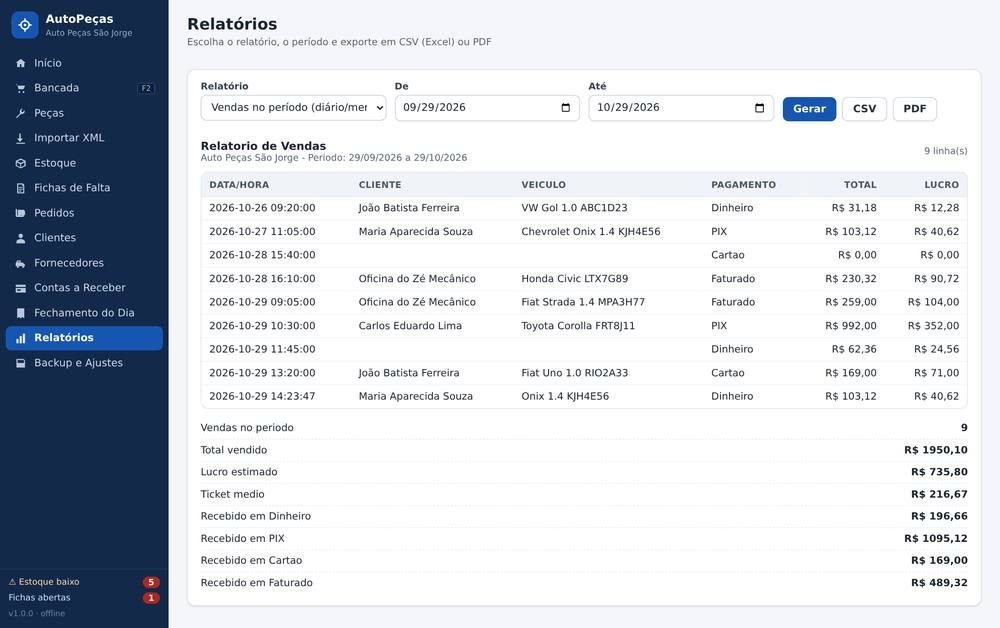 AutoPeças
Auto Peças São Jorge
Início
Bancada F2
Peças
Importar XML
Estoque
Fichas de Falta
Pedidos
Clientes
Fornecedores
Contas a Receber
Fechamento do Dia
Relatórios
Backup e Ajustes
⚠ Estoque baixo 5
Fichas abertas 1
v1.0.0 · offline
Relatórios
Escolha o relatório, o período e exporte em CSV (Excel) ou PDF
Relatório De Até
Vendas no período (diário/mer 09/29/2026 10/29/2026 Gerar CSV PDF
Relatorio de Vendas
Auto Peças São Jorge - Periodo: 29/09/2026 a 29/10/2026
9 linha(s)
DATA/HORA CLIENTE VEICULO PAGAMENTO TOTAL LUCRO
2026-10-26 09:20:00 João Batista Ferreira VW Gol 1.0 ABC1D23 Dinheiro R$ 31,18 R$ 12,28
2026-10-27 11:05:00 Maria Aparecida Souza Chevrolet Onix 1.4 KJH4E56 PIX R$ 103,12 R$ 40,62
2026-10-28 15:40:00 Cartao R$ 0,00 R$ 0,00
2026-10-28 16:10:00 Oficina do Zé Mecânico Honda Civic LTX7G89 Faturado R$ 230,32 R$ 90,72
2026-10-29 09:05:00 Oficina do Zé Mecânico Fiat Strada 1.4 MPA3H77 Faturado R$ 259,00 R$ 104,00
2026-10-29 10:30:00 Carlos Eduardo Lima Toyota Corolla FRT8J11 PIX R$ 992,00 R$ 352,00
2026-10-29 11:45:00 Dinheiro R$ 62,36 R$ 24,56
2026-10-29 13:20:00 João Batista Ferreira Fiat Uno 1.0 RIO2A33 Cartao R$ 169,00 R$ 71,00
2026-10-29 14:23:47 Maria Aparecida Souza Onix 1.4 KJH4E56 Dinheiro R$ 103,12 R$ 40,62
Vendas no periodo 9
Total vendido R$ 1950,10
Lucro estimado R$ 735,80
Ticket medio R$ 216,67
Recebido em Dinheiro R$ 196,66
Recebido em PIX R$ 1095,12
Recebido em Cartao R$ 169,00
Recebido em Faturado R$ 489,32